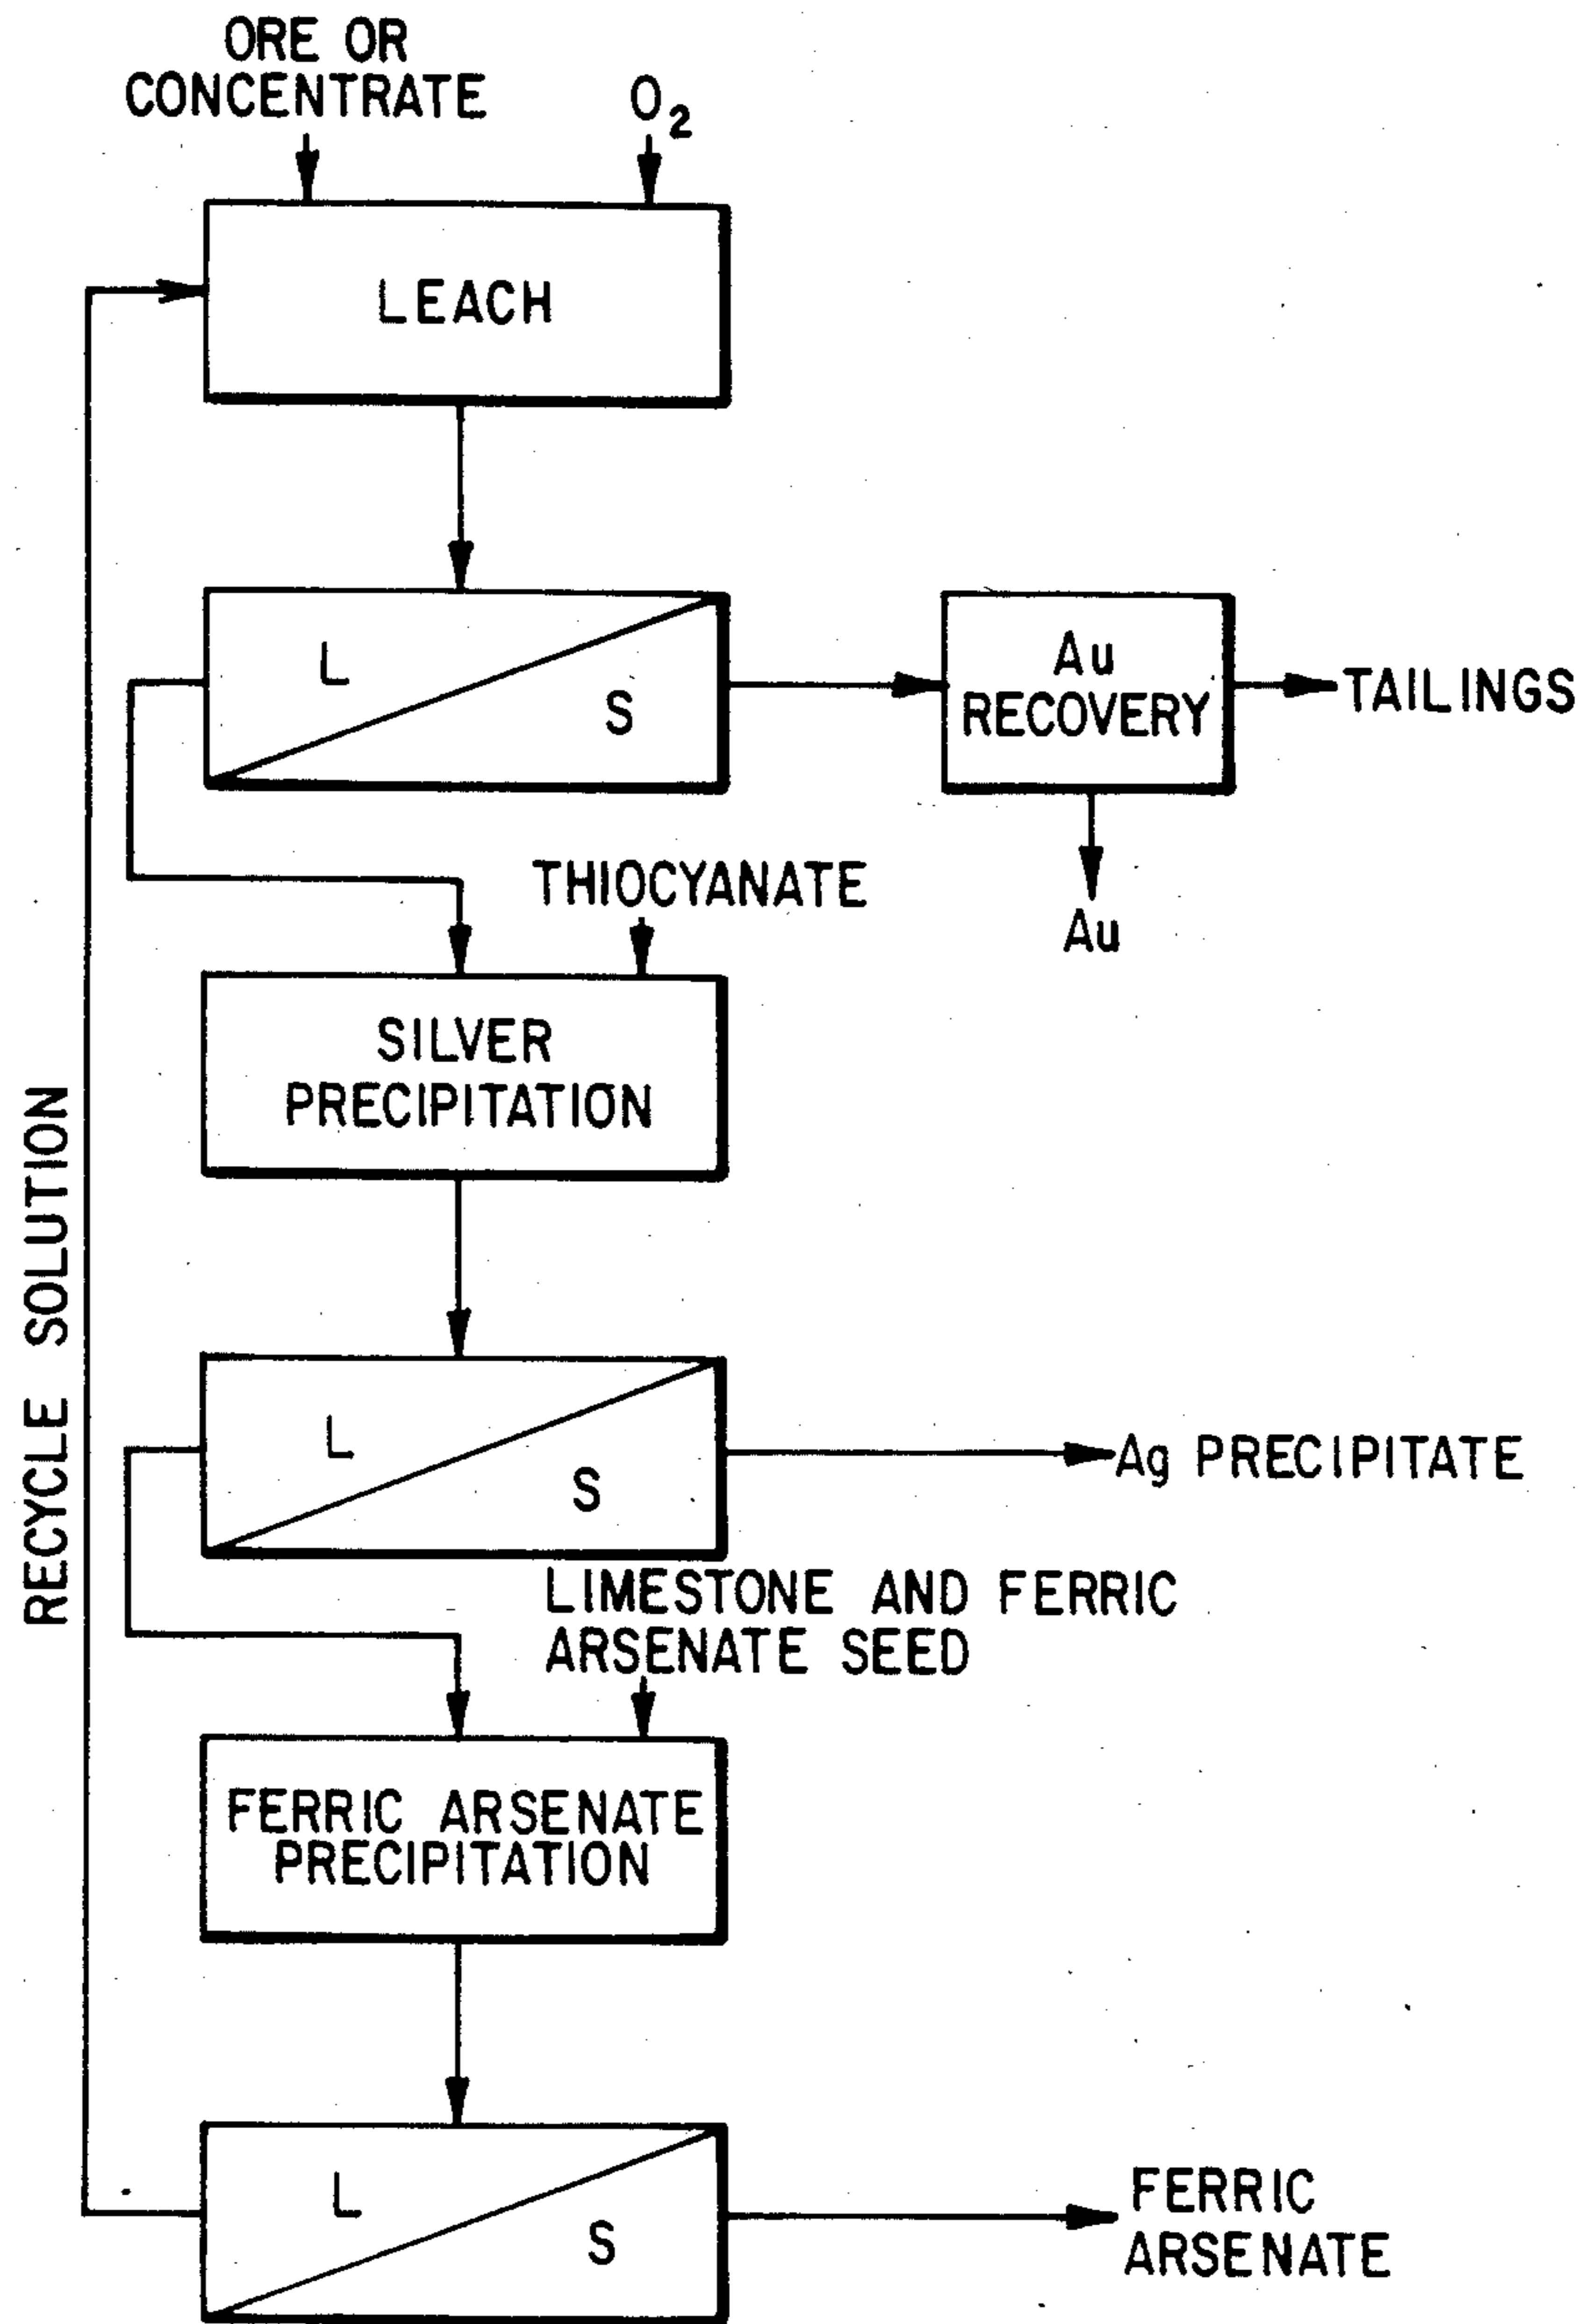 ORE OR
CONCENTRATE
O₂
LEACH
L
S
Au
RECOVERY
TAILINGS
Au
THIOCYANATE
SILVER
PRECIPITATION
L
S
Ag PRECIPITATE
LIMESTONE AND FERRIC
ARSENATE SEED
FERRIC ARSENATE
PRECIPITATION
L
S
FERRIC
ARSENATE
RECYCLE SOLUTION